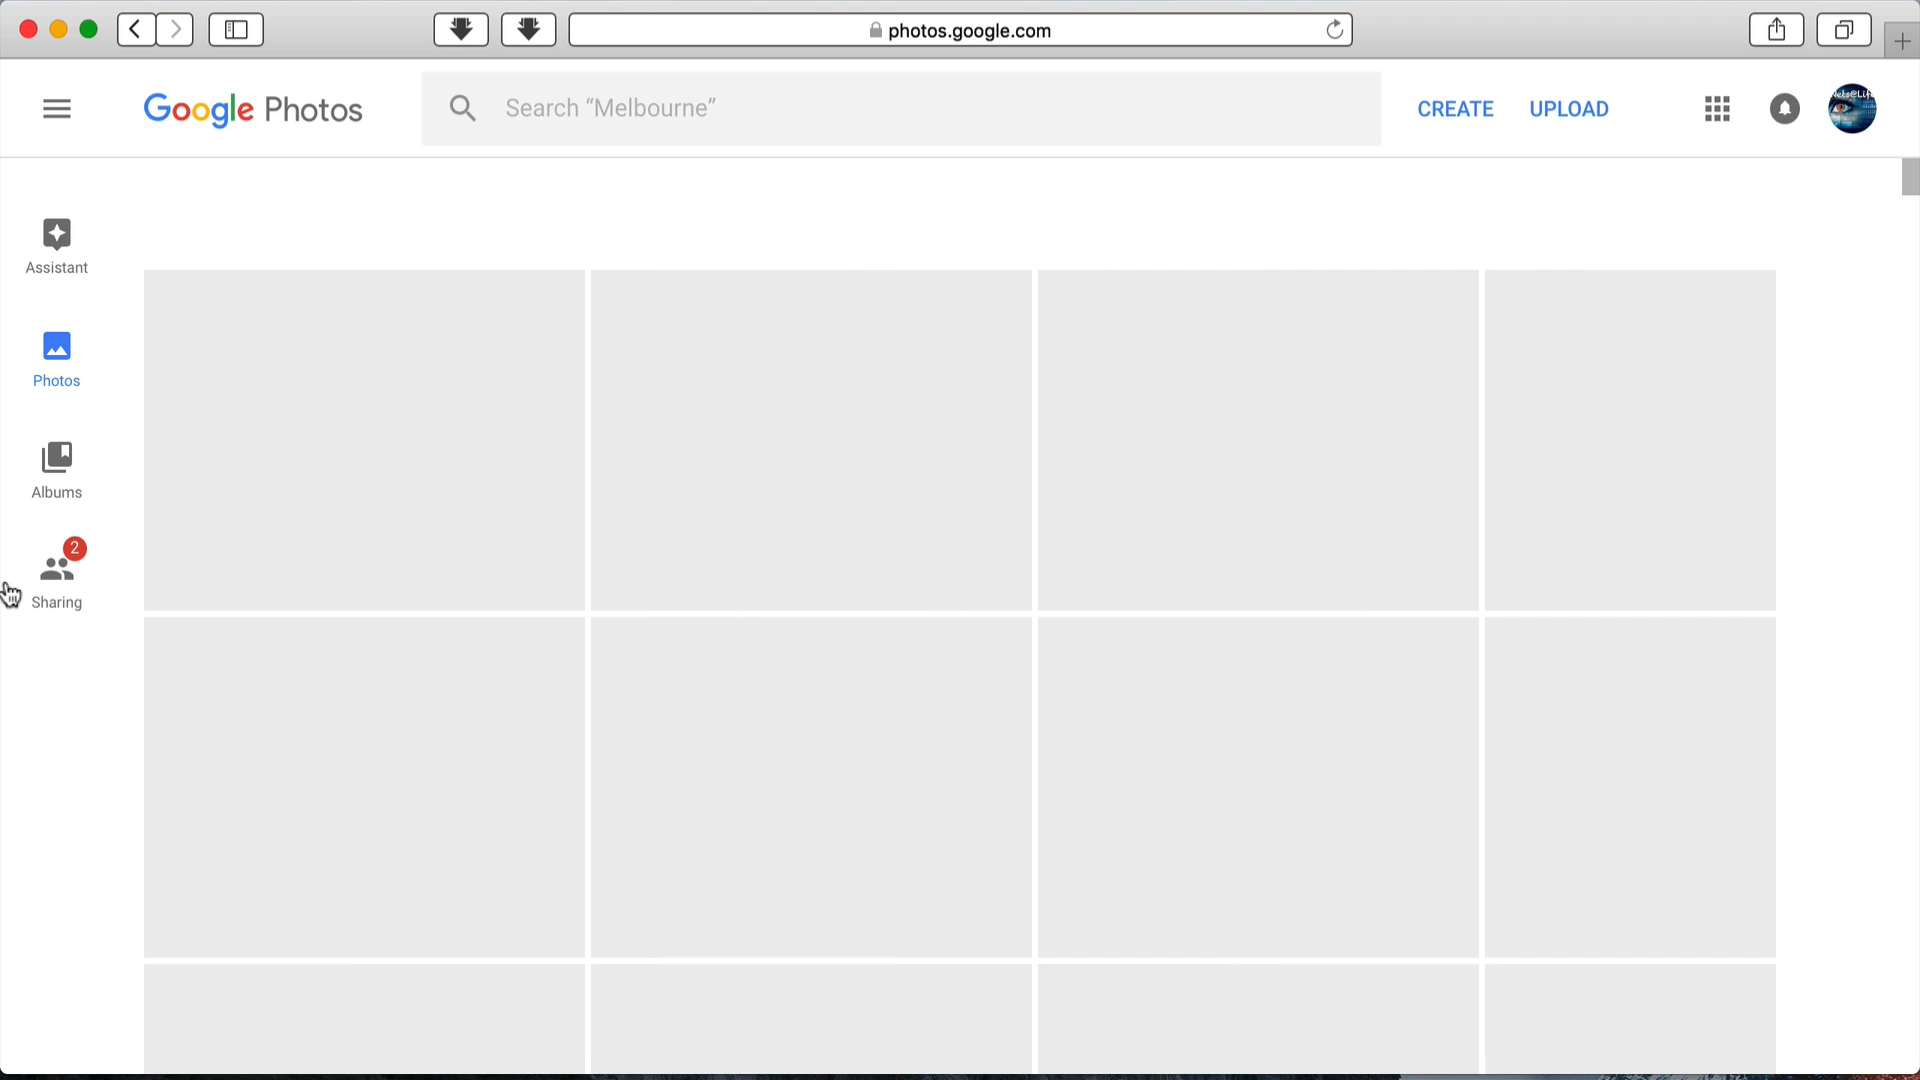 photos.google.com
Google Photos
Search “Melbourne”
CREATE
UPLOAD
Assistant
Photos
Albums
2
Sharing